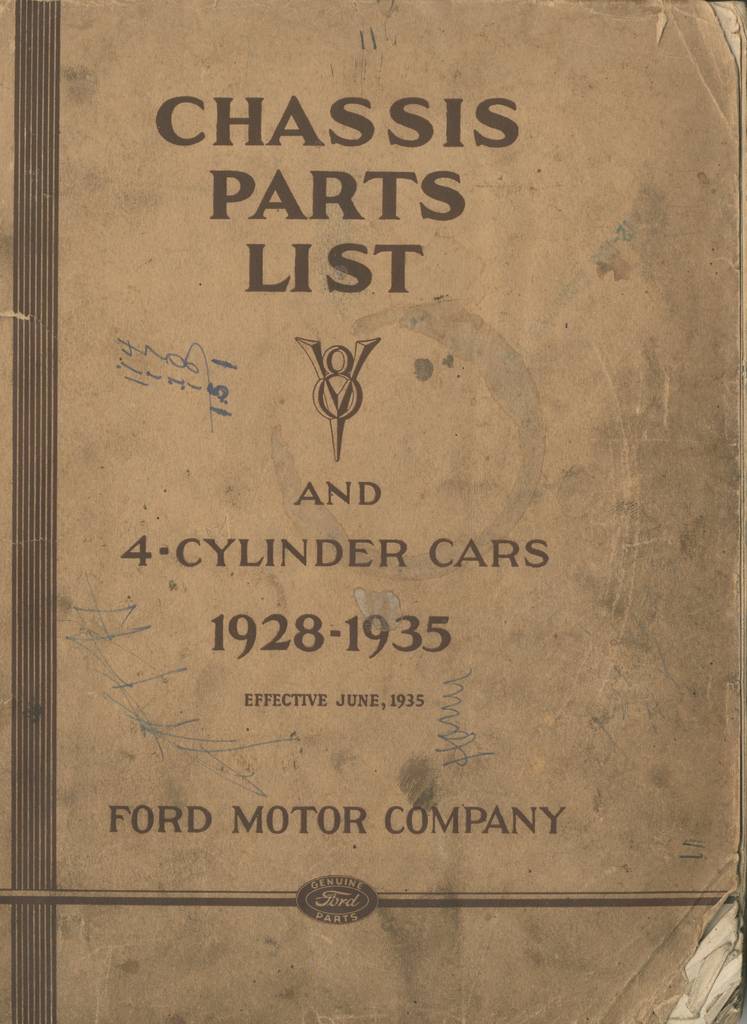 CHASSIS
PARTS
LIST
V8
AND
4-CYLINDER CARS
1928-1935
EFFECTIVE JUNE, 1935
FORD MOTOR COMPANY
GENUINE
Ford
PARTS